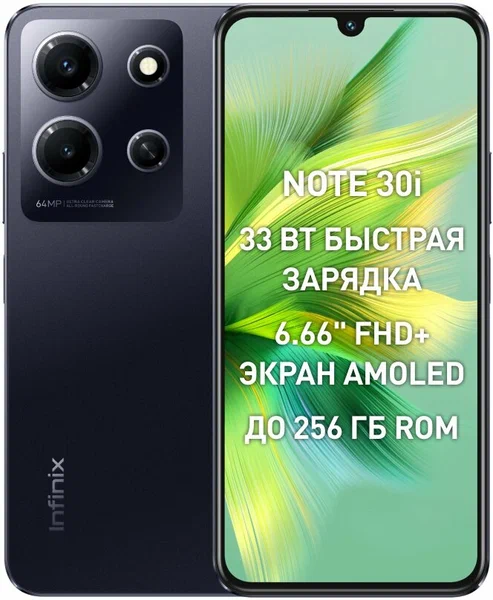 64MP
Infinix
NOTE 30i
33 ВТ БЫСТРАЯ
ЗАРЯДКА
6.66" FHD+
ЭКРАН AMOLED
ДО 256 ГБ ROM